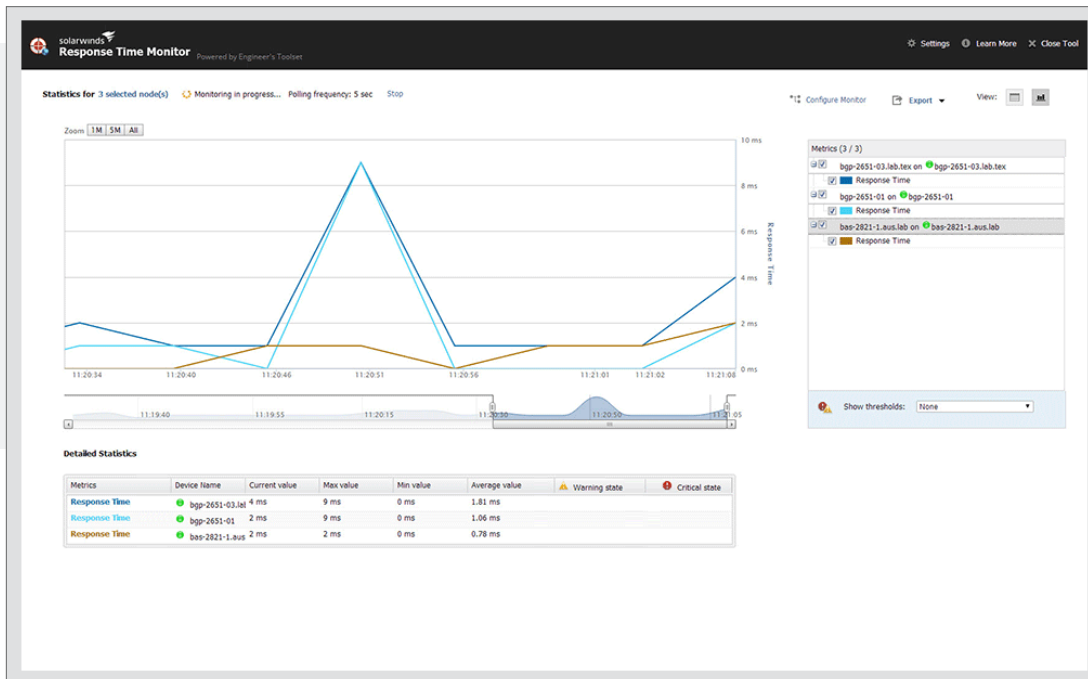 solarwinds
Response Time Monitor Powered by Engineer's Toolset
Settings Learn More Close Tool
Statistics for 3 selected node(s) Monitoring in progress... Polling frequency: 5 sec Stop
Configure Monitor Export View:
Zoom 1M 5M All
10 ms
8 ms
6 ms
4 ms
2 ms
0 ms
Response Time
11:20:34 11:20:40 11:20:46 11:20:51 11:20:56 11:21:01 11:21:02 11:21:08
11:19:40 11:19:55 11:20:15 11:20:30 11:20:50 11:21:05
Metrics (3 / 3)
bgp-2651-03.lab.tex on bgp-2651-03.lab.tex
Response Time
bgp-2651-01 on bgp-2651-01
Response Time
bas-2821-1.aus.lab on bas-2821-1.aus.lab
Response Time
Show thresholds: None
Detailed Statistics
Metrics Device Name Current value Max value Min value Average value Warning state Critical state
Response Time bgp-2651-03.lal 4 ms 9 ms 0 ms 1.81 ms
Response Time bgp-2651-01 2 ms 9 ms 0 ms 1.06 ms
Response Time bas-2821-1.aus 2 ms 2 ms 0 ms 0.78 ms